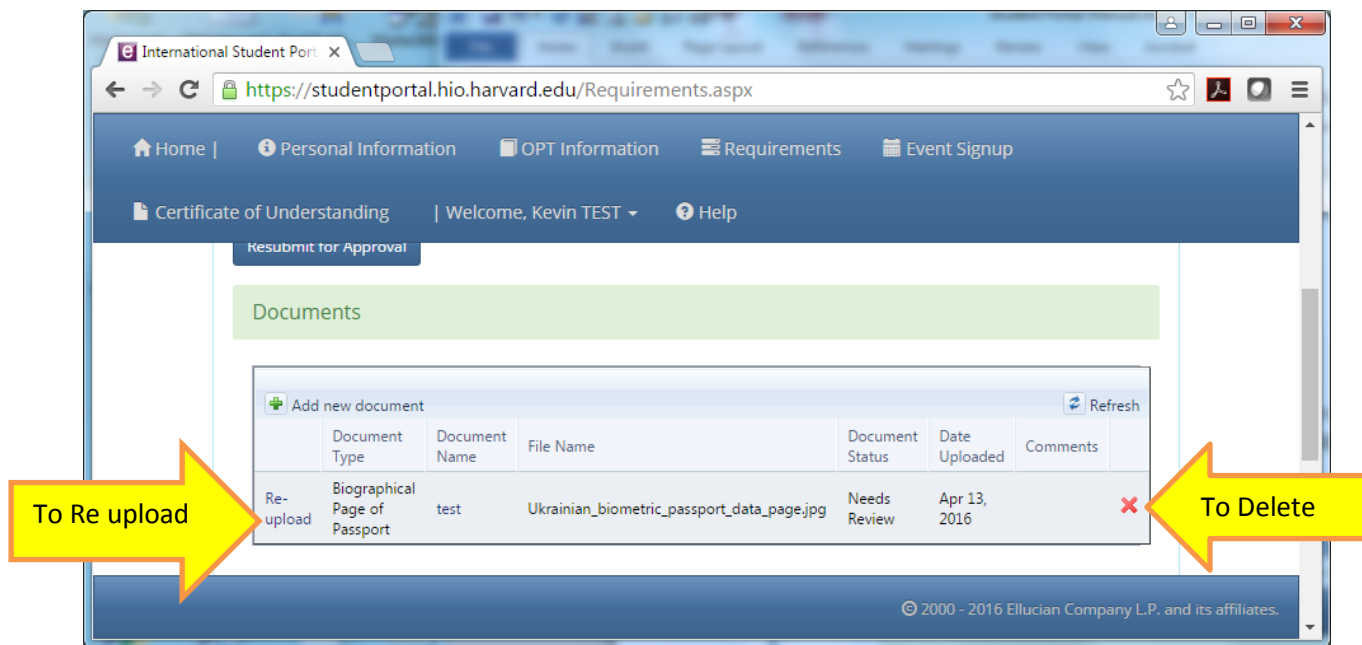 International Student Port
https://studentportal.hio.harvard.edu/Requirements.aspx
Home | Personal Information OPT Information Requirements Event Signup
Certificate of Understanding | Welcome, Kevin TEST Help
Resubmit for Approval
Documents
Add new document Refresh
Document Type Document Name File Name Document Status Date Uploaded Comments
Re-upload Biographical Page of Passport test Ukrainian_biometric_passport_data_page.jpg Needs Review Apr 13, 2016
To Re upload
To Delete
© 2000 - 2016 Ellucian Company L.P. and its affiliates.